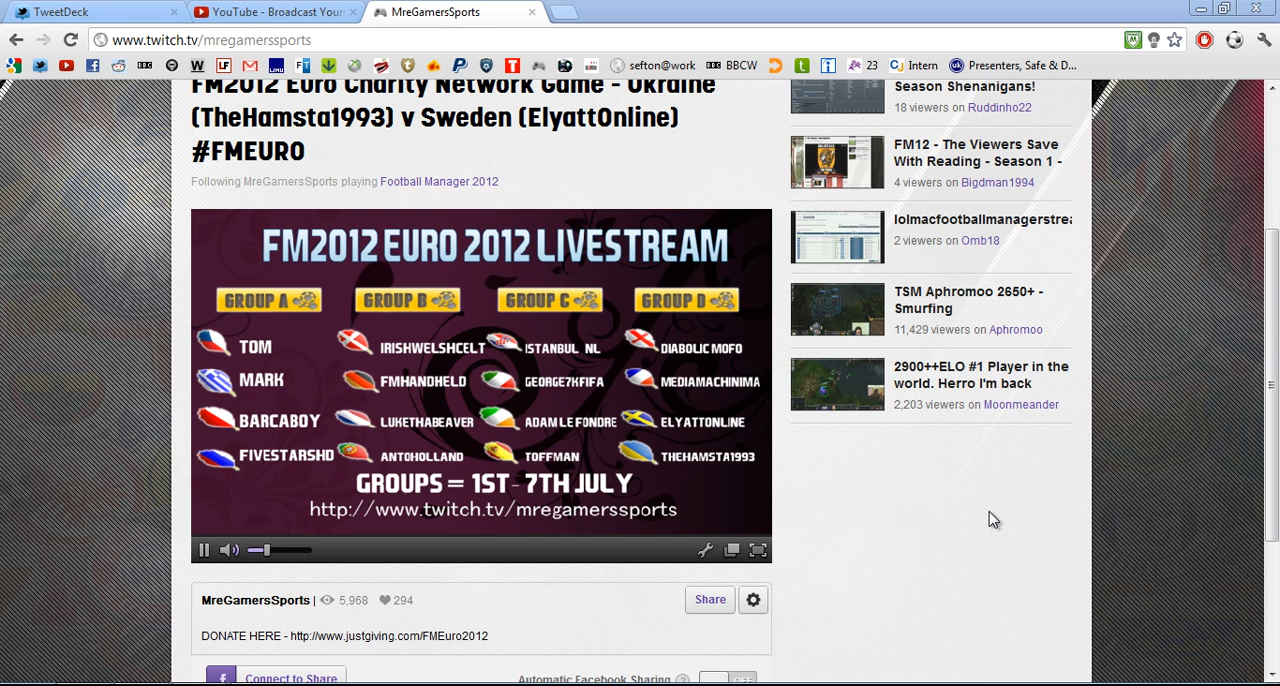 TweetDeck
YouTube - Broadcast Your
MreGamersSports
www.twitch.tv/mregamerssports
sefton@work
BBCW
23
Intern
Presenters, Safe & D...
FM2012 Euro Charity Network Game - Ukraine
(TheHamsta1993) v Sweden (ElyattOnline)
#FMEURO
Following MreGamersSports playing Football Manager 2012
FM2012 EURO 2012 LIVESTREAM
GROUP A GROUP B GROUP C GROUP D
TOM IRISHWELSHCELT ISTANBUL NL DIABOLIC MOFO
MARK FMHANDHELD GEORGE7KFIFA MEDIAMACHINIMA
BARCABOY LUKETHABEAVER ADAM LE FONDRE ELYATTONLINE
FIVESTARSHD ANTOHOLLAND TOFFMAN THEHAMSTA1993
GROUPS = 1ST - 7TH JULY
http://www.twitch.tv/mregamerssports
MreGamersSports | 5,968 294
Share
DONATE HERE - http://www.justgiving.com/FMEuro2012
Connect to Share
Automatic Facebook Sharing ? OFF
Season Shenanigans!
18 viewers on Ruddinho22
FM12 - The Viewers Save
With Reading - Season 1 -
4 viewers on Bigdman1994
lolmacfootballmanagerstrea
2 viewers on Omb18
TSM Aphromoo 2650+ -
Smurfing
11,429 viewers on Aphromoo
2900++ELO #1 Player in the
world. Herro I'm back
2,203 viewers on Moonmeander